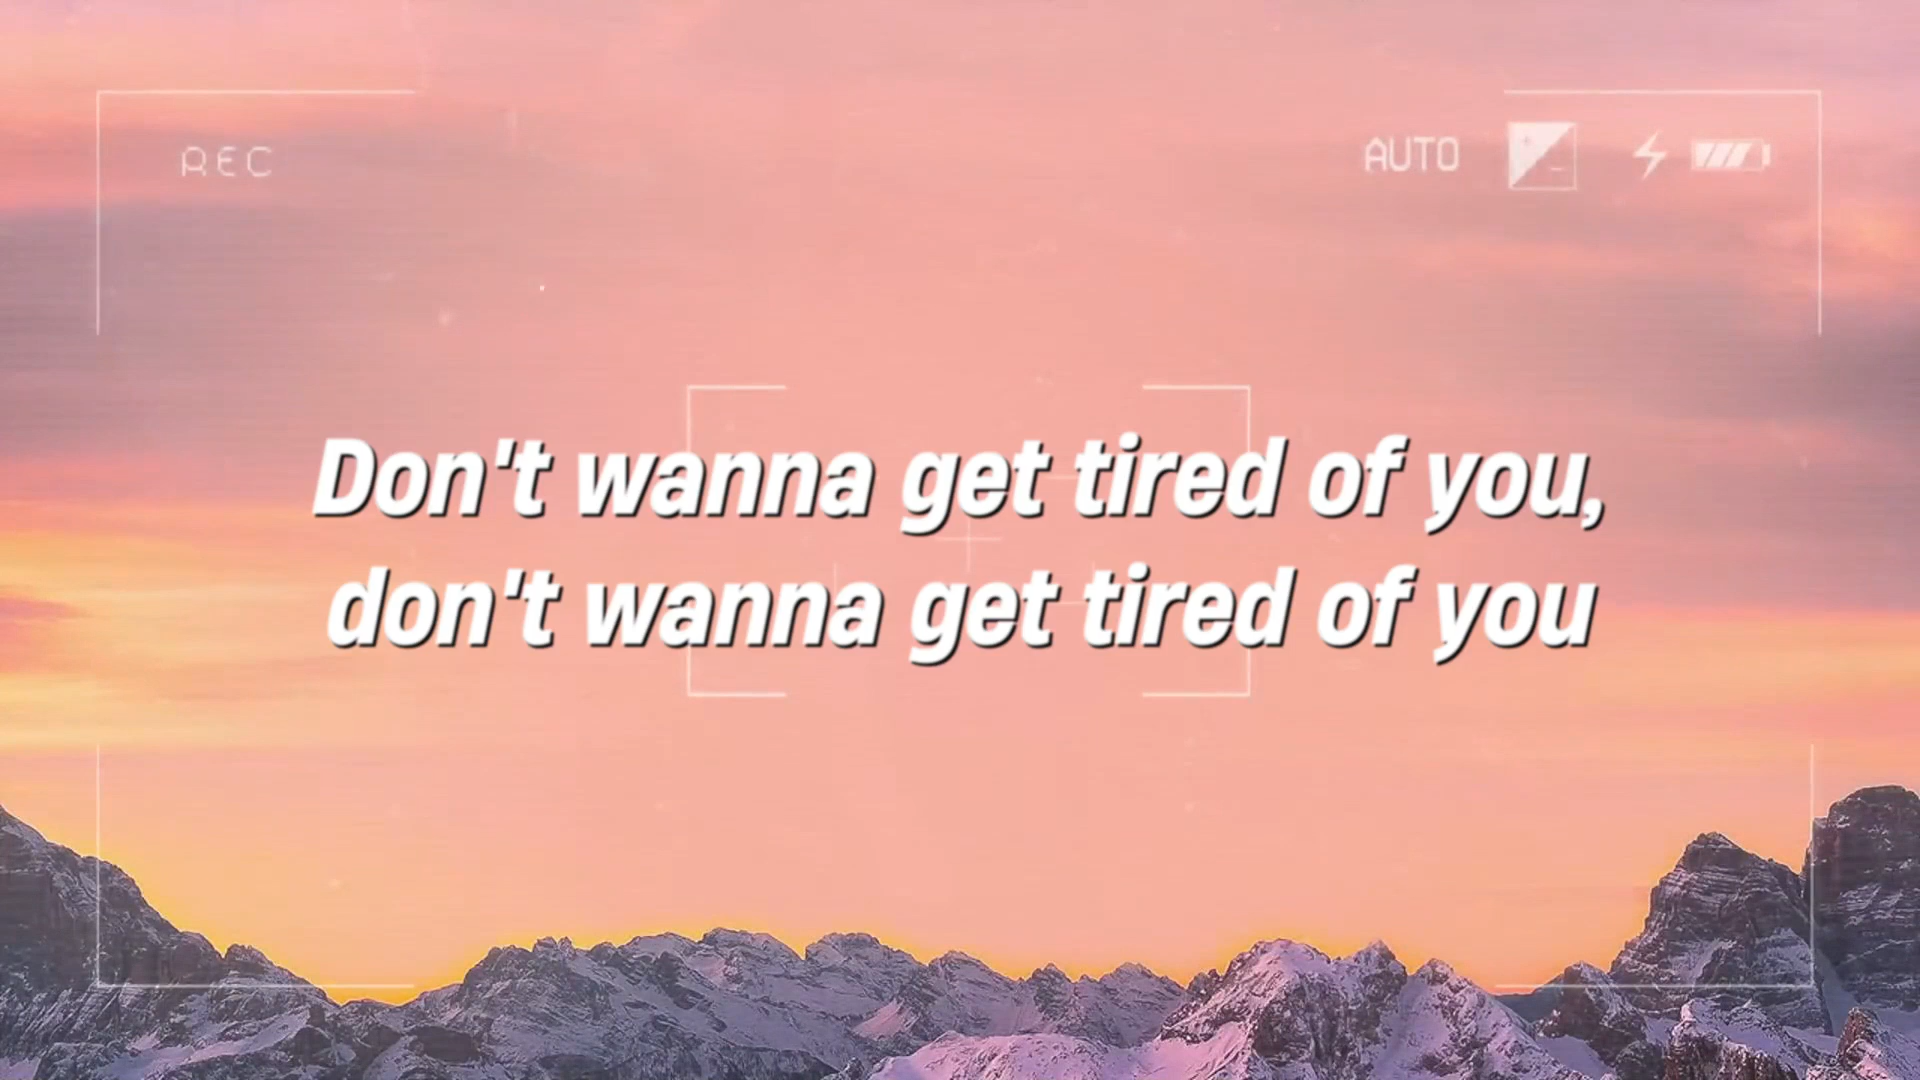 REC
AUTO
Don't wanna get tired of you,
don't wanna get tired of you